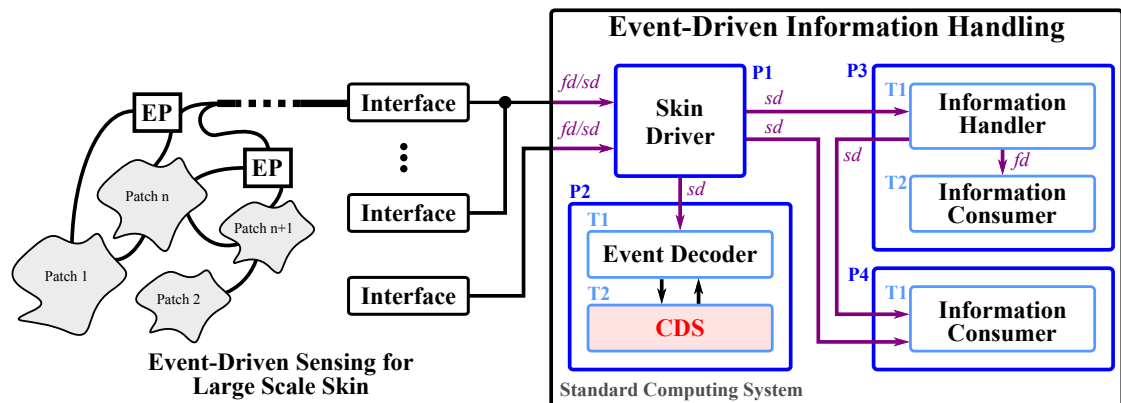 Event-Driven Information Handling
EP
Interface
fd/sd
fd/sd
Skin
Driver
P1
sd
sd
P3
T1
Information
Handler
sd
fd
T2
Information
Consumer
EP
Patch n
Patch n+1
Patch 1
Patch 2
Interface
Interface
sd
P2
T1
Event Decoder
T2
CDS
P4
T1
Information
Consumer
Event-Driven Sensing for
Large Scale Skin
Standard Computing System